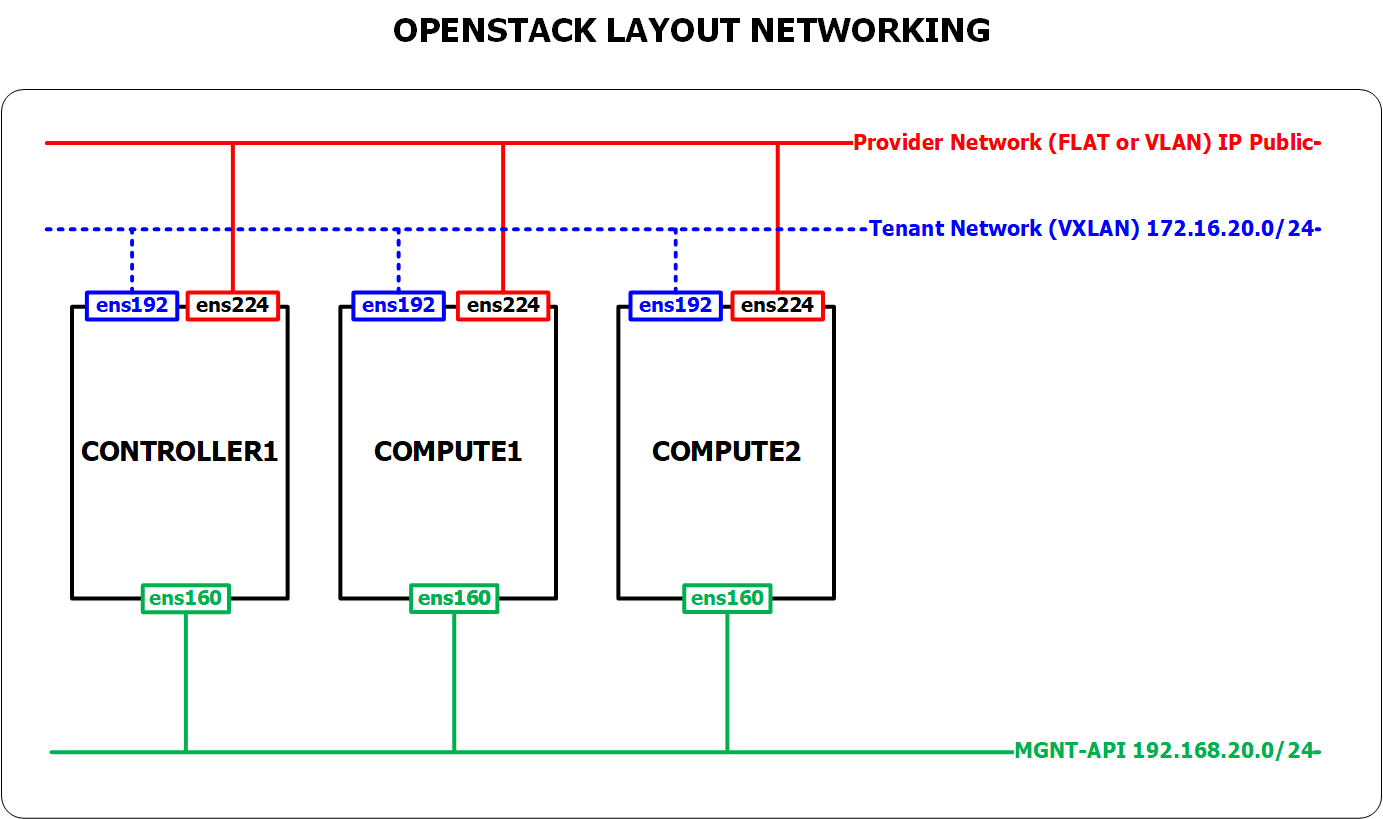 OPENSTACK LAYOUT NETWORKING
Provider Network (FLAT or VLAN) IP Public
Tenant Network (VXLAN) 172.16.20.0/24
ens192
ens224
ens192
ens224
ens192
ens224
CONTROLLER1
COMPUTE1
COMPUTE2
ens160
ens160
ens160
MGNT-API 192.168.20.0/24